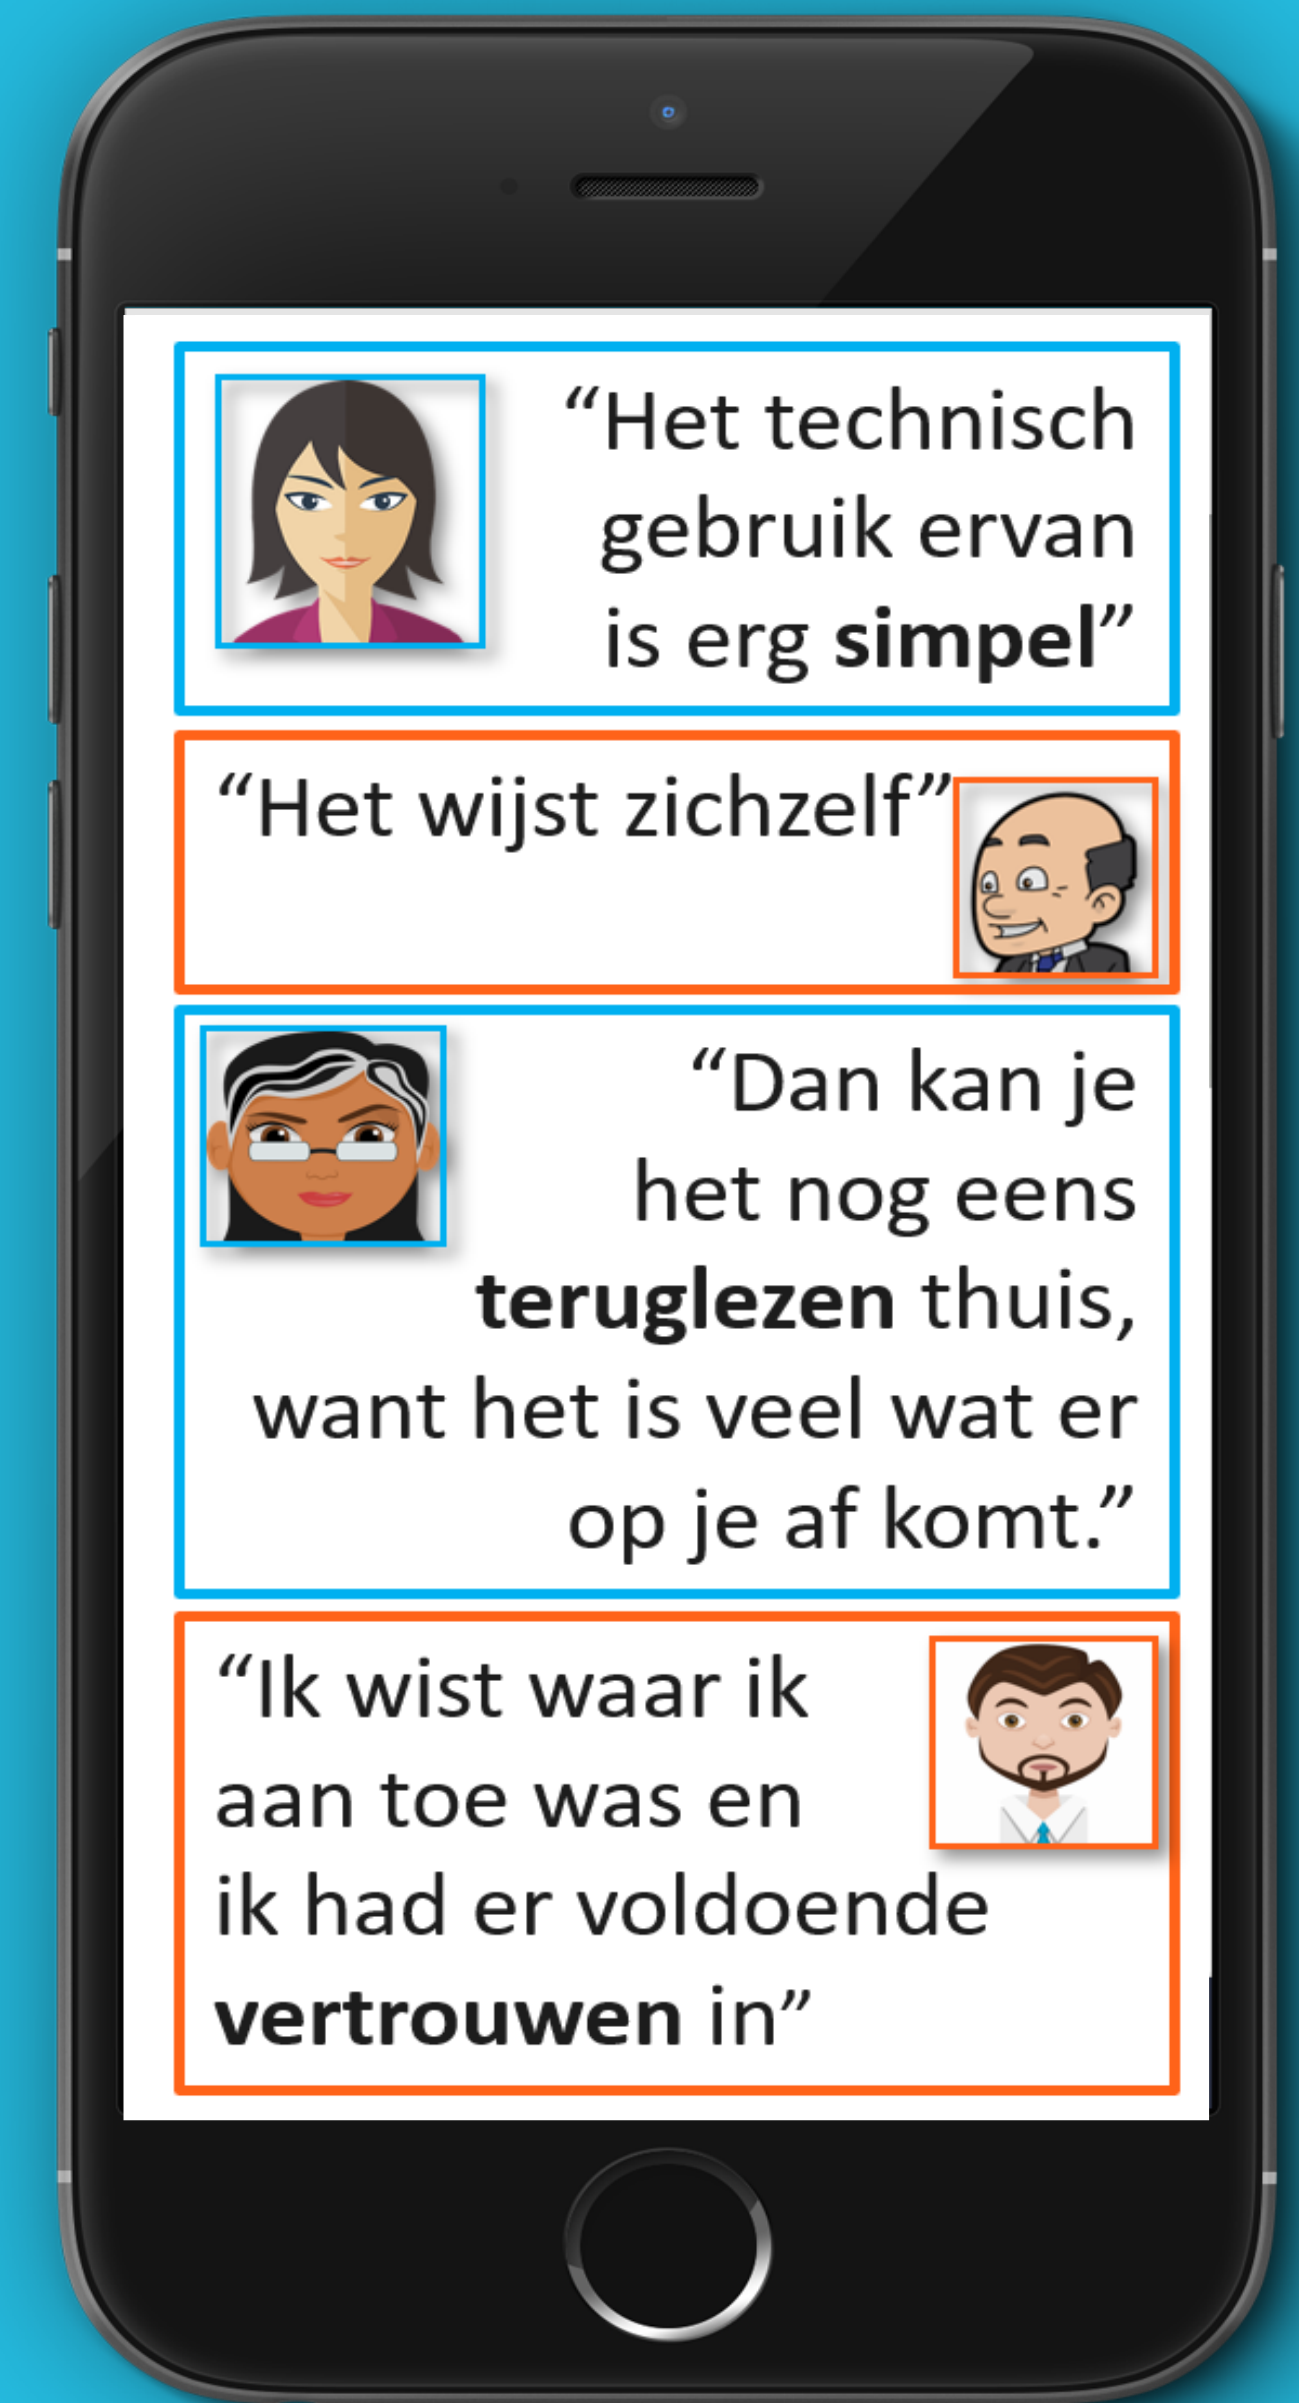 “Het technisch
gebruik ervan
is erg simpel”
“Het wijst zichzelf”
“Dan kan je
het nog eens
teruglezen thuis,
want het is veel wat er
op je af komt.”
“Ik wist waar ik
aan toe was en
ik had er voldoende
vertrouwen in”